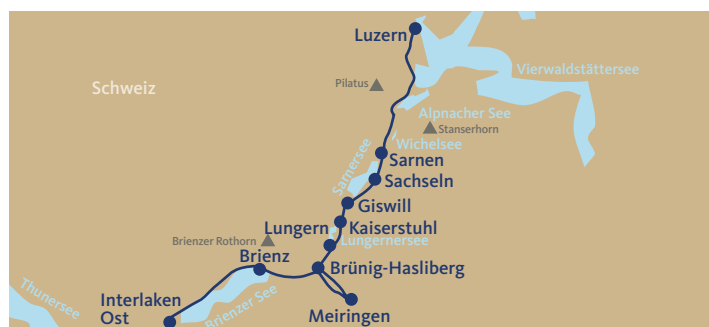 Luzern
Vierwaldstättersee
Pilatus
Schweiz
Alpnacher See
Stanserhorn
Wichelsee
Sarnen
Sarnersee
Sachseln
Giswill
Lungern
Kaiserstuhl
Lungernersee
Brienzer Rothorn
Brienz
Brünig-Hasliberg
Thunersee
Interlaken
Ost
Brienzer See
Meiringen